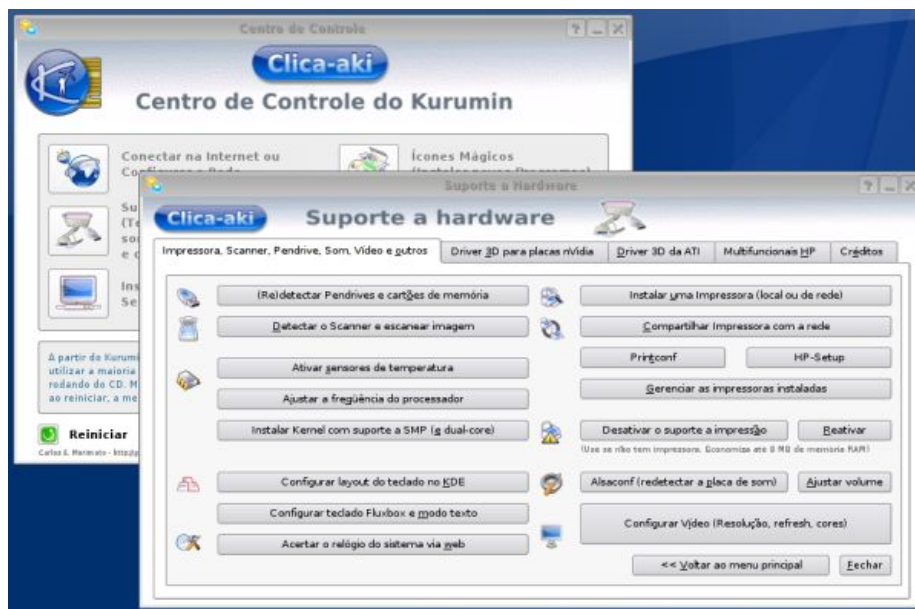 Centro de Controle
Clica-aki
Centro de Controle do Kurumin
Conectar na Internet ou
Ícones Mágicos
Suporte a Hardware
Clica-aki
Suporte a hardware
Impressora, Scanner, Pendrive, Som, Vídeo e outros
Driver 3D para placas nVidia
Driver 3D da ATI
Multifuncionais HP
Créditos
(Re)detectar Pendrives e cartões de memória
Instalar uma Impressora (local ou de rede)
Detectar o Scanner e escanear imagem
Compartilhar Impressora com a rede
Printconf
HP-Setup
Ativar sensores de temperatura
Gerenciar as impressoras instaladas
Ajustar a freqüência do processador
Instalar Kernel com suporte a SMP (e dual-core)
Desativar o suporte a impressão
Reativar
(Use se não tem impressora. Economiza até 8 MB de memória RAM)
Configurar layout do teclado no KDE
Alsaconf (redetectar a placa de som)
Ajustar volume
Configurar teclado Fluxbox e modo texto
Configurar Vídeo (Resolução, refresh, cores)
Acertar o relógio do sistema via web
<< Voltar ao menu principal
Fechar
A partir do
utilizar a maioria
rodando do CD. M
ao reiniciar, a me
Reiniciar